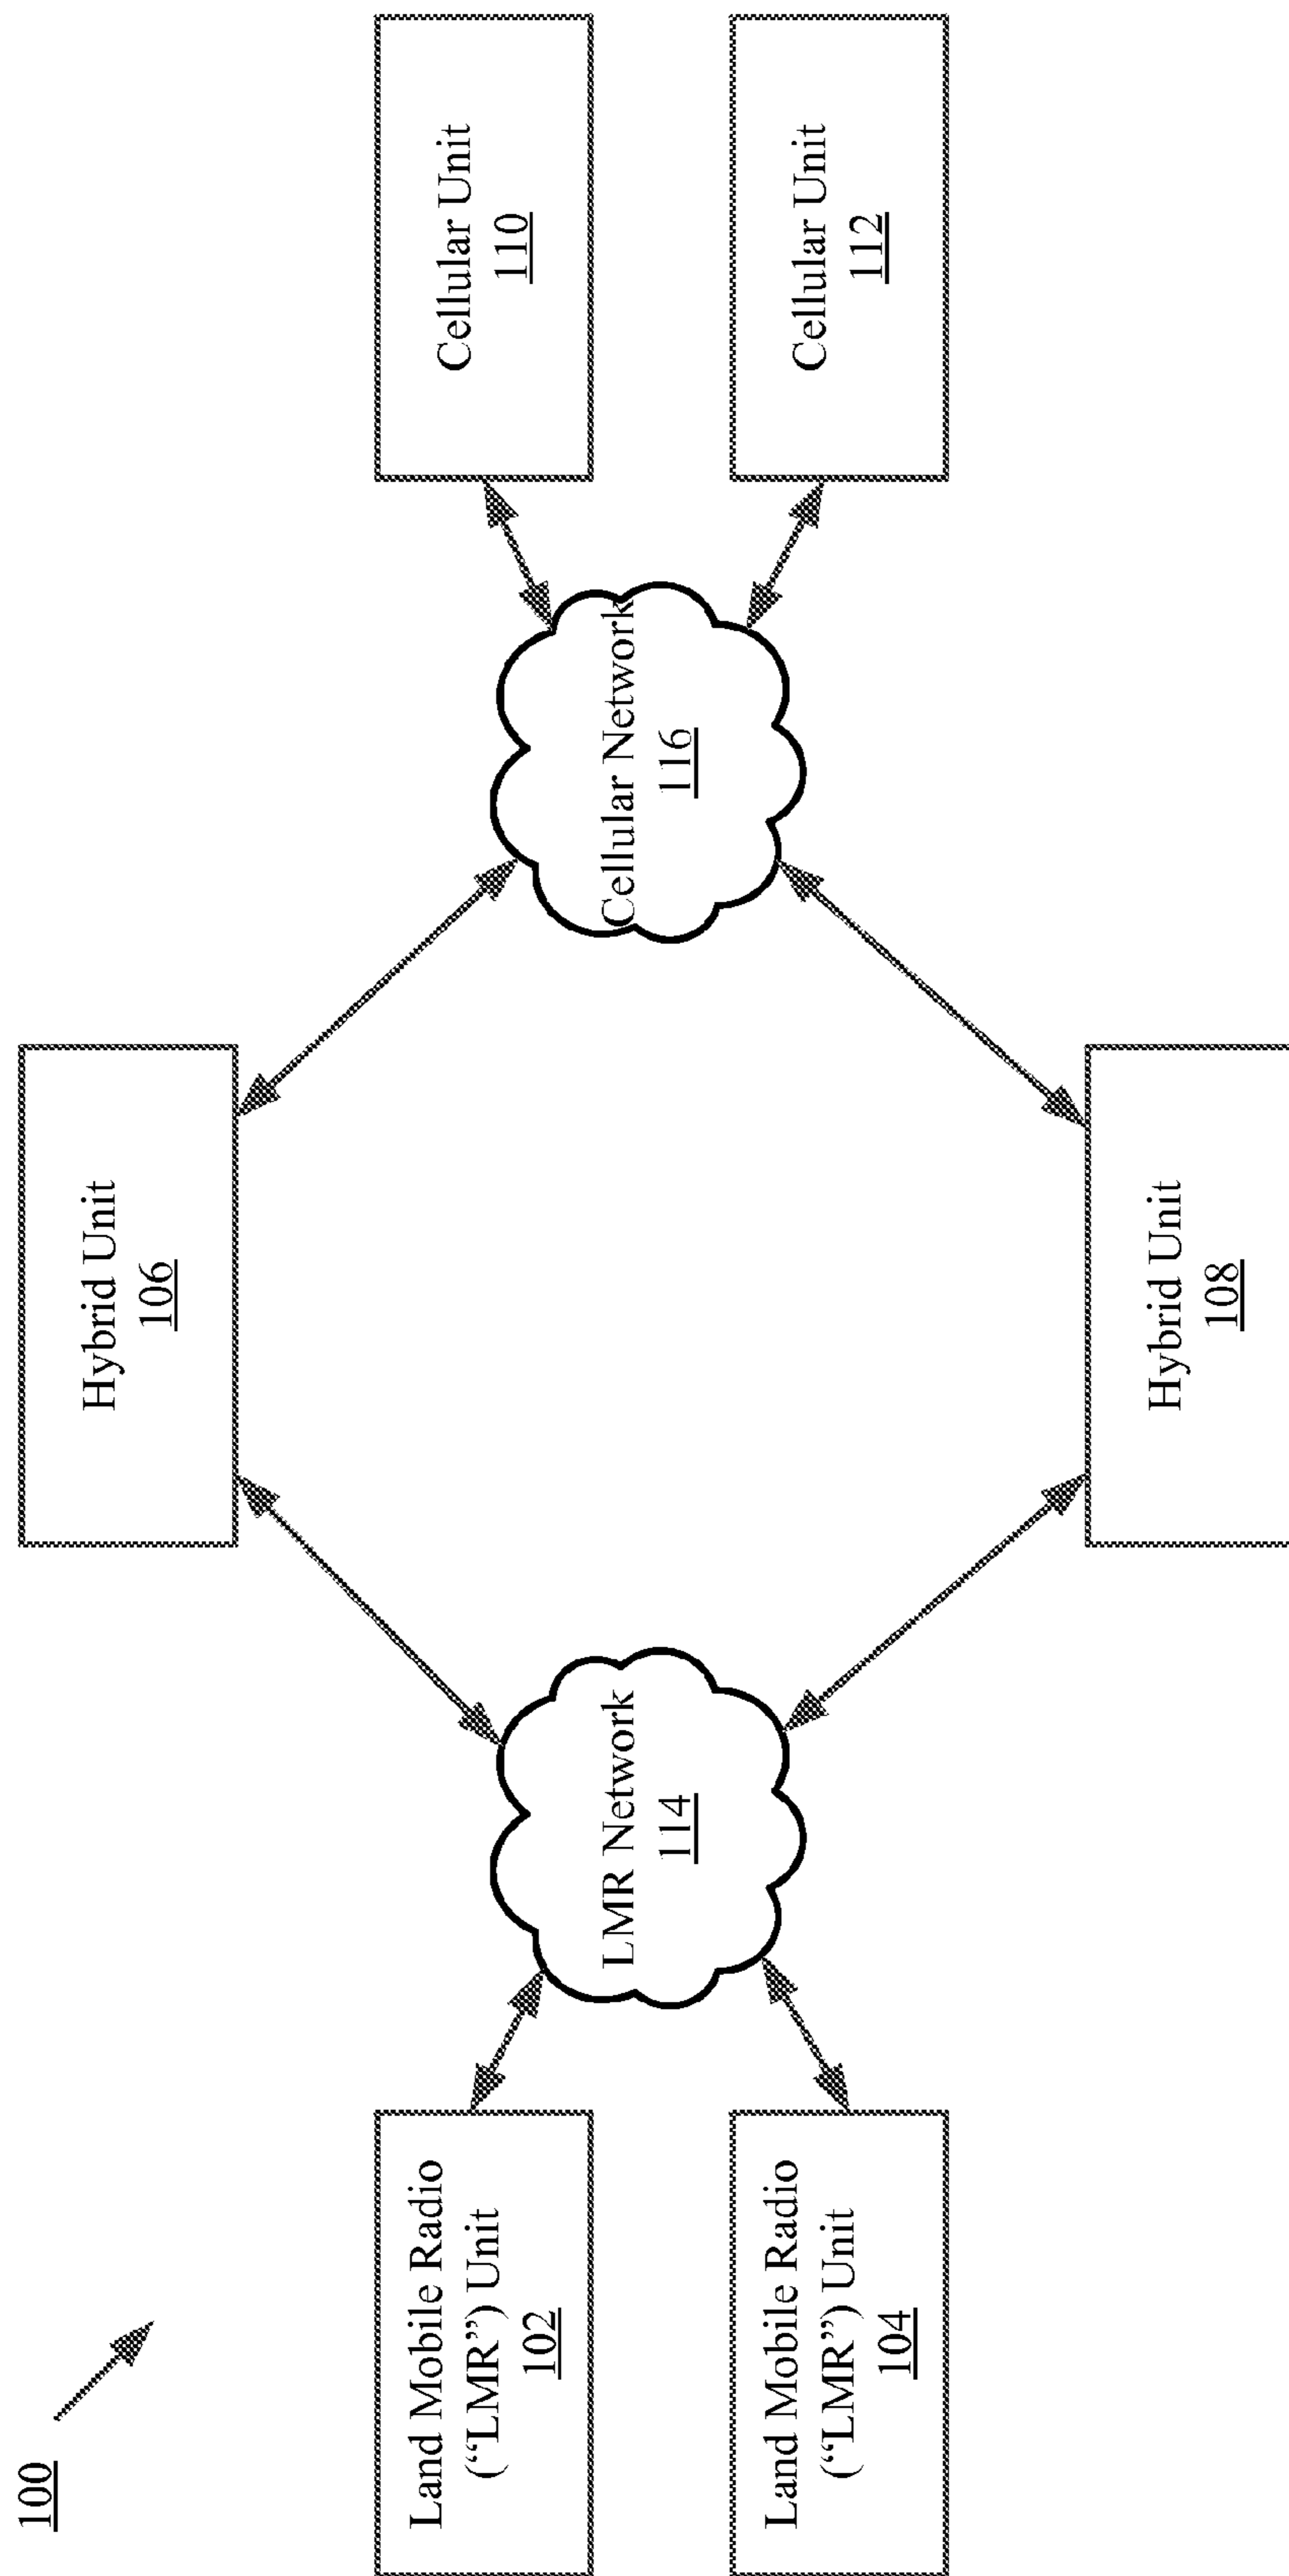 100
Hybrid Unit
106
Land Mobile Radio
(“LMR”) Unit
102
Cellular Unit
110
LMR Network
114
Cellular Network
116
Land Mobile Radio
(“LMR”) Unit
104
Cellular Unit
112
Hybrid Unit
108